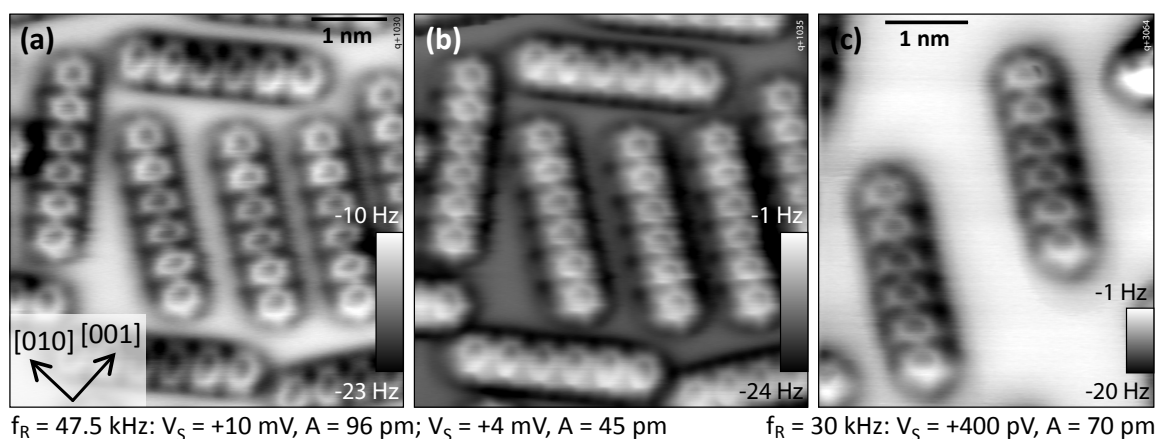 (a)
1 nm
q+1030
-10 Hz
-23 Hz
[010] [001]
(b)
q+1035
-1 Hz
-24 Hz
(c)
1 nm
q+3064
-1 Hz
-20 Hz
f_R = 47.5 kHz: V_S = +10 mV, A = 96 pm; V_S = +4 mV, A = 45 pm
f_R = 30 kHz: V_S = +400 pV, A = 70 pm